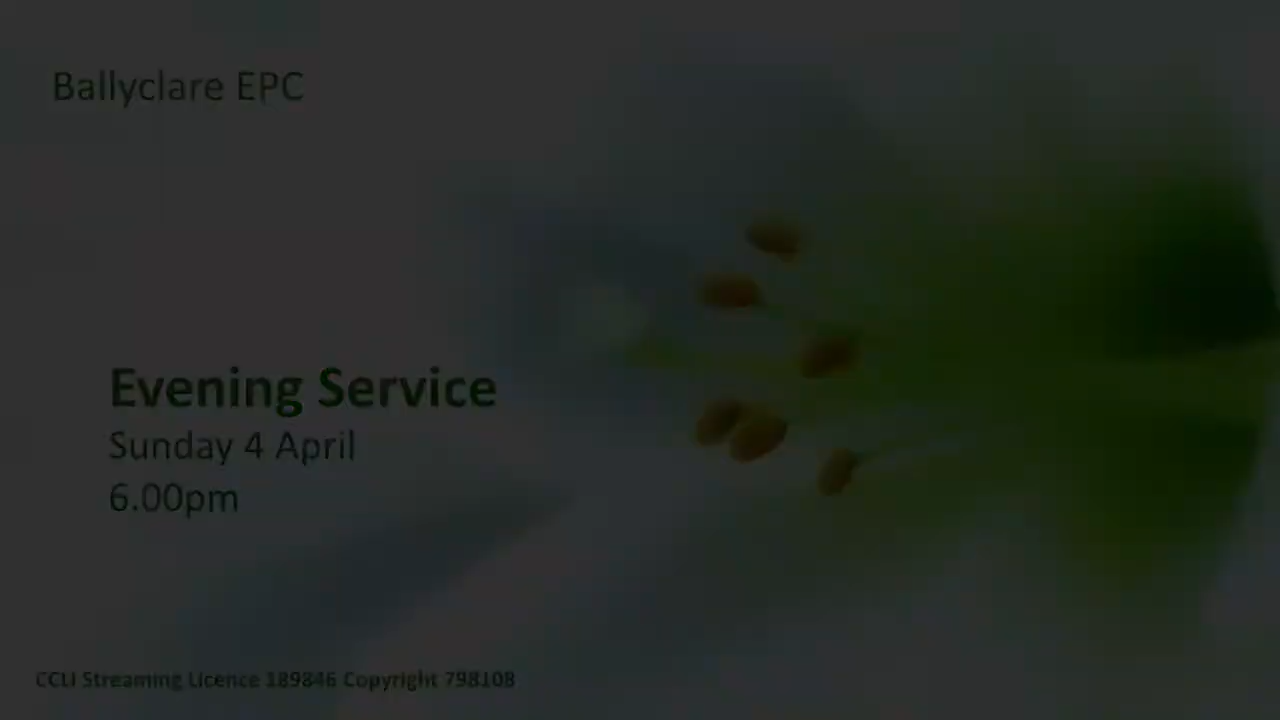 Ballyclare EPC
Evening Service
Sunday 4 April
6.00pm
CCLI Streaming Licence 189846 Copyright 798108